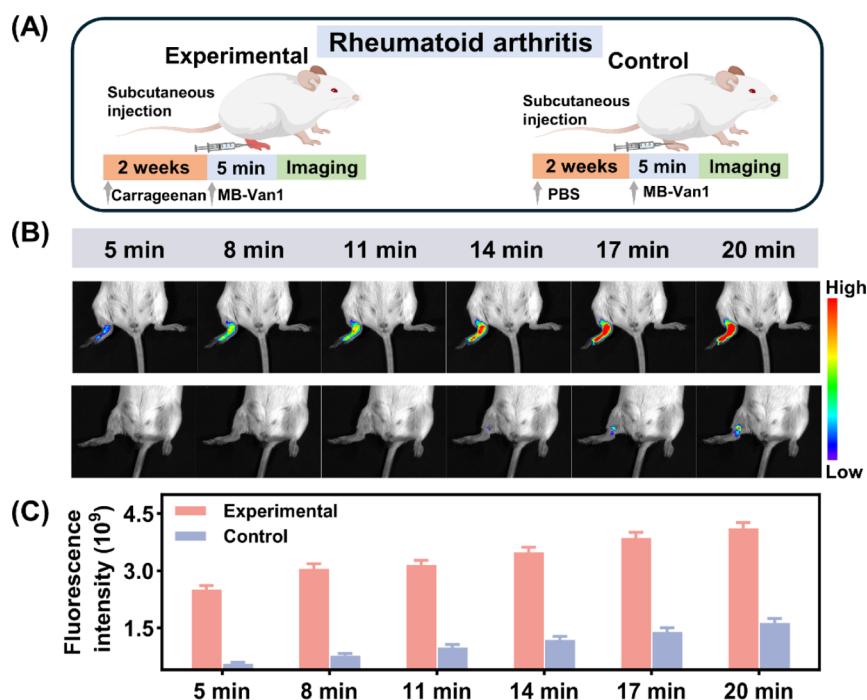 (A)
Rheumatoid arthritis
Experimental
Control
Subcutaneous
injection
Subcutaneous
injection
2 weeks 5 min Imaging
2 weeks 5 min Imaging
Carrageenan MB-Van1
PBS MB-Van1
(B)
5 min 8 min 11 min 14 min 17 min 20 min
High
Low
(C)
Fluorescence
intensity (10⁹)
4.5
3.0
1.5
Experimental
Control
5 min 8 min 11 min 14 min 17 min 20 min